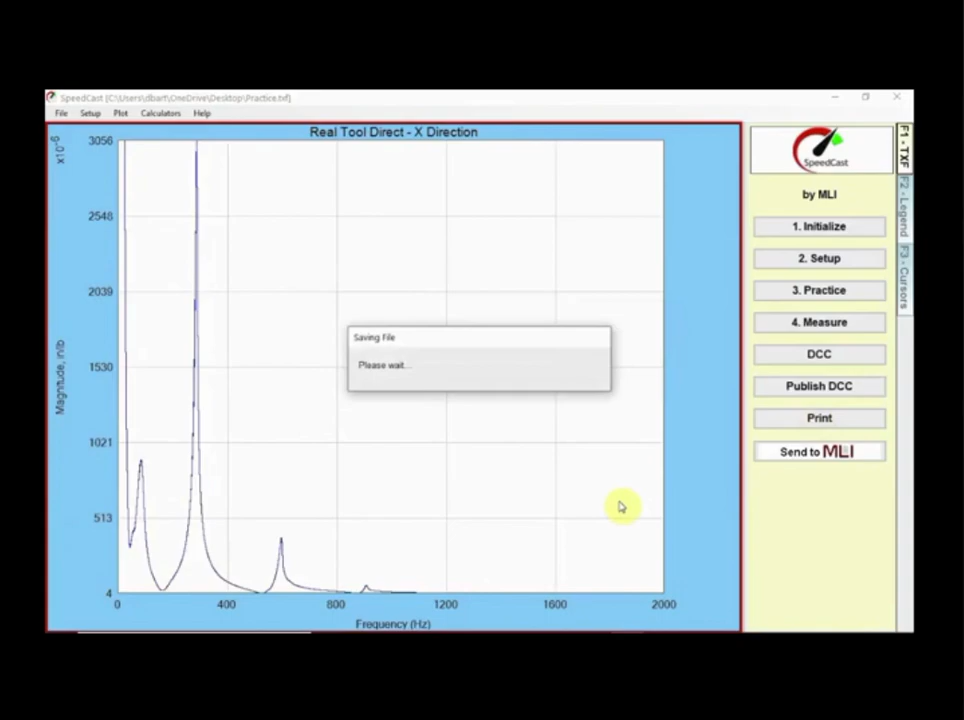 SpeedCast [C:\Users\dbart\OneDrive\Desktop\Practice.txf]
File Setup Plot Calculators Help
Real Tool Direct - X Direction
x10^-6
3056
2548
2039
1530
1021
513
4
Magnitude, in/lb
0 400 800 1200 1600 2000
Frequency (Hz)
Saving File
Please wait...
SpeedCast
by MLI
1. Initialize
2. Setup
3. Practice
4. Measure
DCC
Publish DCC
Print
Send to MLI
F1 - TXF
F2 - Legend
F3 - Cursors